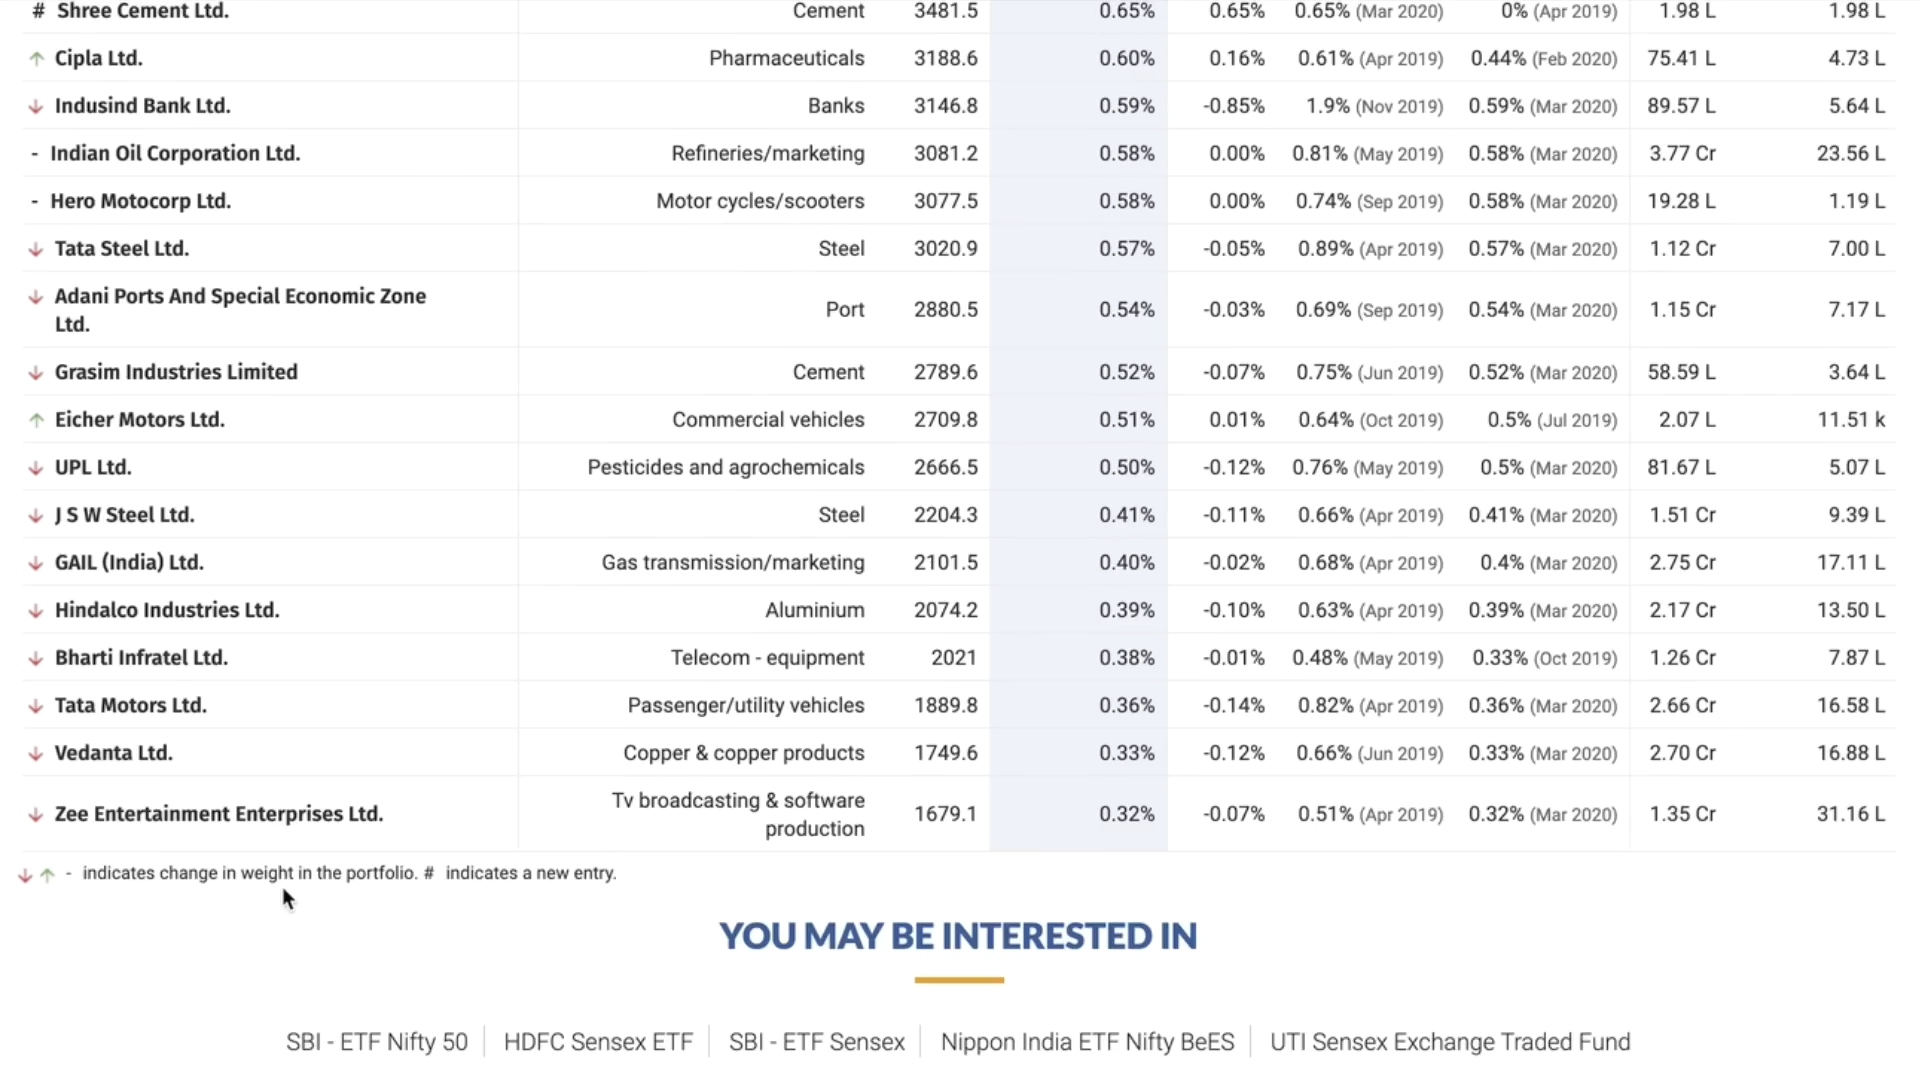 # Shree Cement Ltd. Cement 3481.5 0.65% 0.65% 0.65% (Mar 2020) 0% (Apr 2019) 1.98 L 1.98 L
↑ Cipla Ltd. Pharmaceuticals 3188.6 0.60% 0.16% 0.61% (Apr 2019) 0.44% (Feb 2020) 75.41 L 4.73 L
↓ Indusind Bank Ltd. Banks 3146.8 0.59% -0.85% 1.9% (Nov 2019) 0.59% (Mar 2020) 89.57 L 5.64 L
- Indian Oil Corporation Ltd. Refineries/marketing 3081.2 0.58% 0.00% 0.81% (May 2019) 0.58% (Mar 2020) 3.77 Cr 23.56 L
- Hero Motocorp Ltd. Motor cycles/scooters 3077.5 0.58% 0.00% 0.74% (Sep 2019) 0.58% (Mar 2020) 19.28 L 1.19 L
↓ Tata Steel Ltd. Steel 3020.9 0.57% -0.05% 0.89% (Apr 2019) 0.57% (Mar 2020) 1.12 Cr 7.00 L
↓ Adani Ports And Special Economic Zone
Ltd. Port 2880.5 0.54% -0.03% 0.69% (Sep 2019) 0.54% (Mar 2020) 1.15 Cr 7.17 L
↓ Grasim Industries Limited Cement 2789.6 0.52% -0.07% 0.75% (Jun 2019) 0.52% (Mar 2020) 58.59 L 3.64 L
↑ Eicher Motors Ltd. Commercial vehicles 2709.8 0.51% 0.01% 0.64% (Oct 2019) 0.5% (Jul 2019) 2.07 L 11.51 k
↓ UPL Ltd. Pesticides and agrochemicals 2666.5 0.50% -0.12% 0.76% (May 2019) 0.5% (Mar 2020) 81.67 L 5.07 L
↓ J S W Steel Ltd. Steel 2204.3 0.41% -0.11% 0.66% (Apr 2019) 0.41% (Mar 2020) 1.51 Cr 9.39 L
↓ GAIL (India) Ltd. Gas transmission/marketing 2101.5 0.40% -0.02% 0.68% (Apr 2019) 0.4% (Mar 2020) 2.75 Cr 17.11 L
↓ Hindalco Industries Ltd. Aluminium 2074.2 0.39% -0.10% 0.63% (Apr 2019) 0.39% (Mar 2020) 2.17 Cr 13.50 L
↓ Bharti Infratel Ltd. Telecom - equipment 2021 0.38% -0.01% 0.48% (May 2019) 0.33% (Oct 2019) 1.26 Cr 7.87 L
↓ Tata Motors Ltd. Passenger/utility vehicles 1889.8 0.36% -0.14% 0.82% (Apr 2019) 0.36% (Mar 2020) 2.66 Cr 16.58 L
↓ Vedanta Ltd. Copper & copper products 1749.6 0.33% -0.12% 0.66% (Jun 2019) 0.33% (Mar 2020) 2.70 Cr 16.88 L
↓ Zee Entertainment Enterprises Ltd. Tv broadcasting & software
production 1679.1 0.32% -0.07% 0.51% (Apr 2019) 0.32% (Mar 2020) 1.35 Cr 31.16 L
↓ ↑ - indicates change in weight in the portfolio. # indicates a new entry.
YOU MAY BE INTERESTED IN
SBI - ETF Nifty 50 HDFC Sensex ETF SBI - ETF Sensex Nippon India ETF Nifty BeES UTI Sensex Exchange Traded Fund